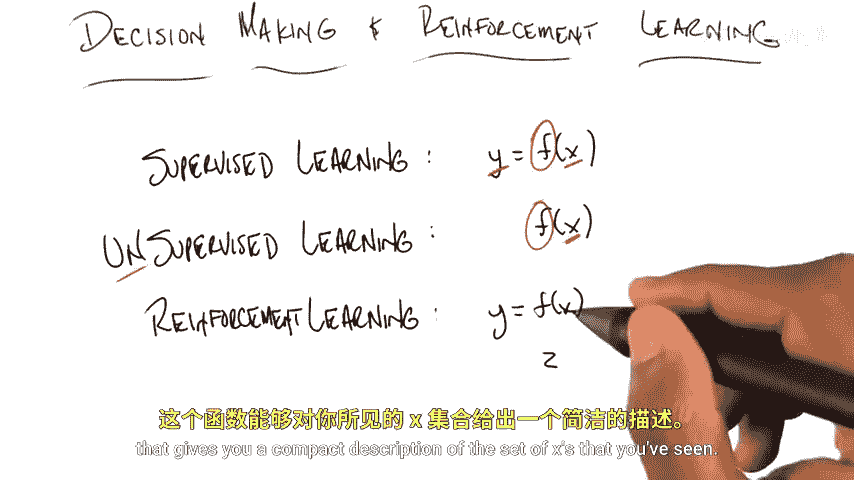 DECISION MAKING & REINFORCEMENT LEARNING
SUPERVISED LEARNING : y = f(x)
UNSUPERVISED LEARNING : f(x)
REINFORCEMENT LEARNING : y = f(x)
z
这个函数能够对你所见的 x 集合给出一个简洁的描述。
that gives you a compact description of the set of x's that you've seen.